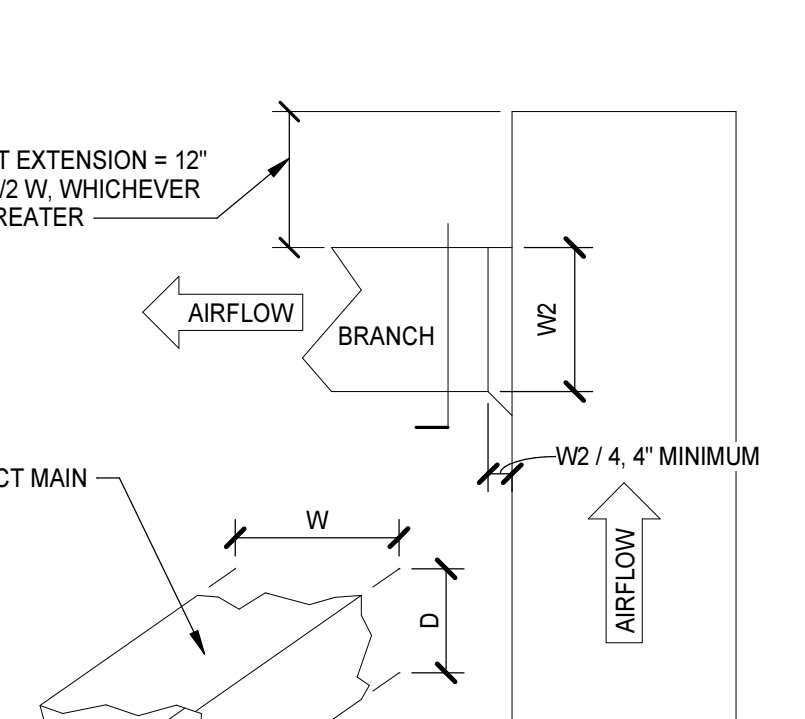 T EXTENSION = 12"
/2 W, WHICHEVER
REATER
AIRFLOW
BRANCH
W2
W2 / 4, 4" MINIMUM
CT MAIN
W
D
AIRFLOW